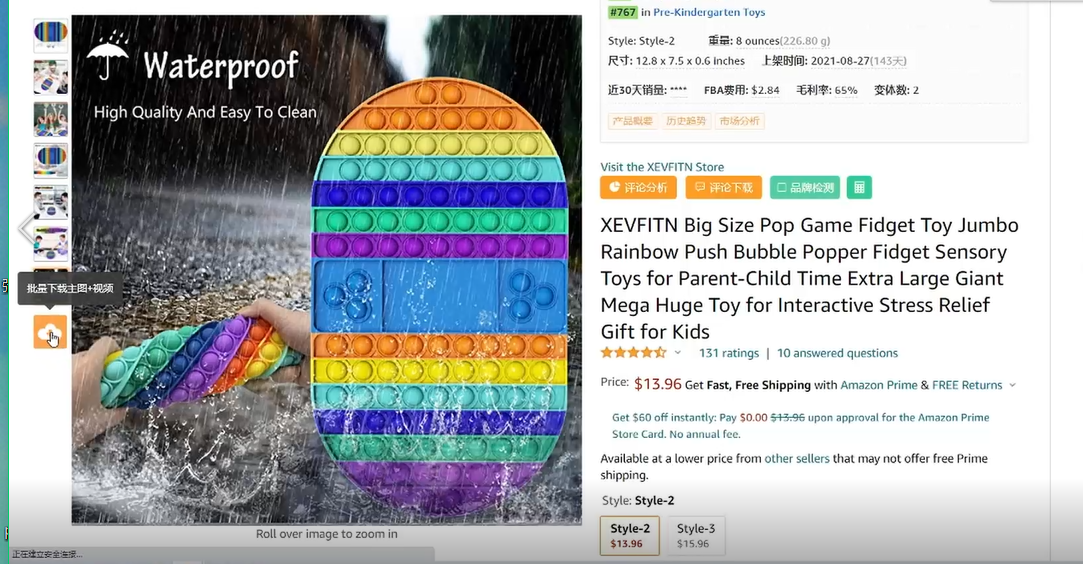 Waterproof
High Quality And Easy To Clean
批量下载主图+视频
Roll over image to zoom in
正在建立安全连接...
#767 in Pre-Kindergarten Toys
Style: Style-2 重量: 8 ounces(226.80 g)
尺寸: 12.8 x 7.5 x 0.6 inches 上架时间: 2021-08-27(143天)
近30天销量: **** FBA费用: $2.84 毛利率: 65% 变体数: 2
产品概要 历史趋势 市场分析
Visit the XEVFITN Store
评论分析 评论下载 品牌检测
XEVFITN Big Size Pop Game Fidget Toy Jumbo
Rainbow Push Bubble Popper Fidget Sensory
Toys for Parent-Child Time Extra Large Giant
Mega Huge Toy for Interactive Stress Relief
Gift for Kids
131 ratings | 10 answered questions
Price: $13.96 Get Fast, Free Shipping with Amazon Prime & FREE Returns
Get $60 off instantly: Pay $0.00 $13.96 upon approval for the Amazon Prime
Store Card. No annual fee.
Available at a lower price from other sellers that may not offer free Prime
shipping.
Style: Style-2
Style-2 Style-3
$13.96 $15.96